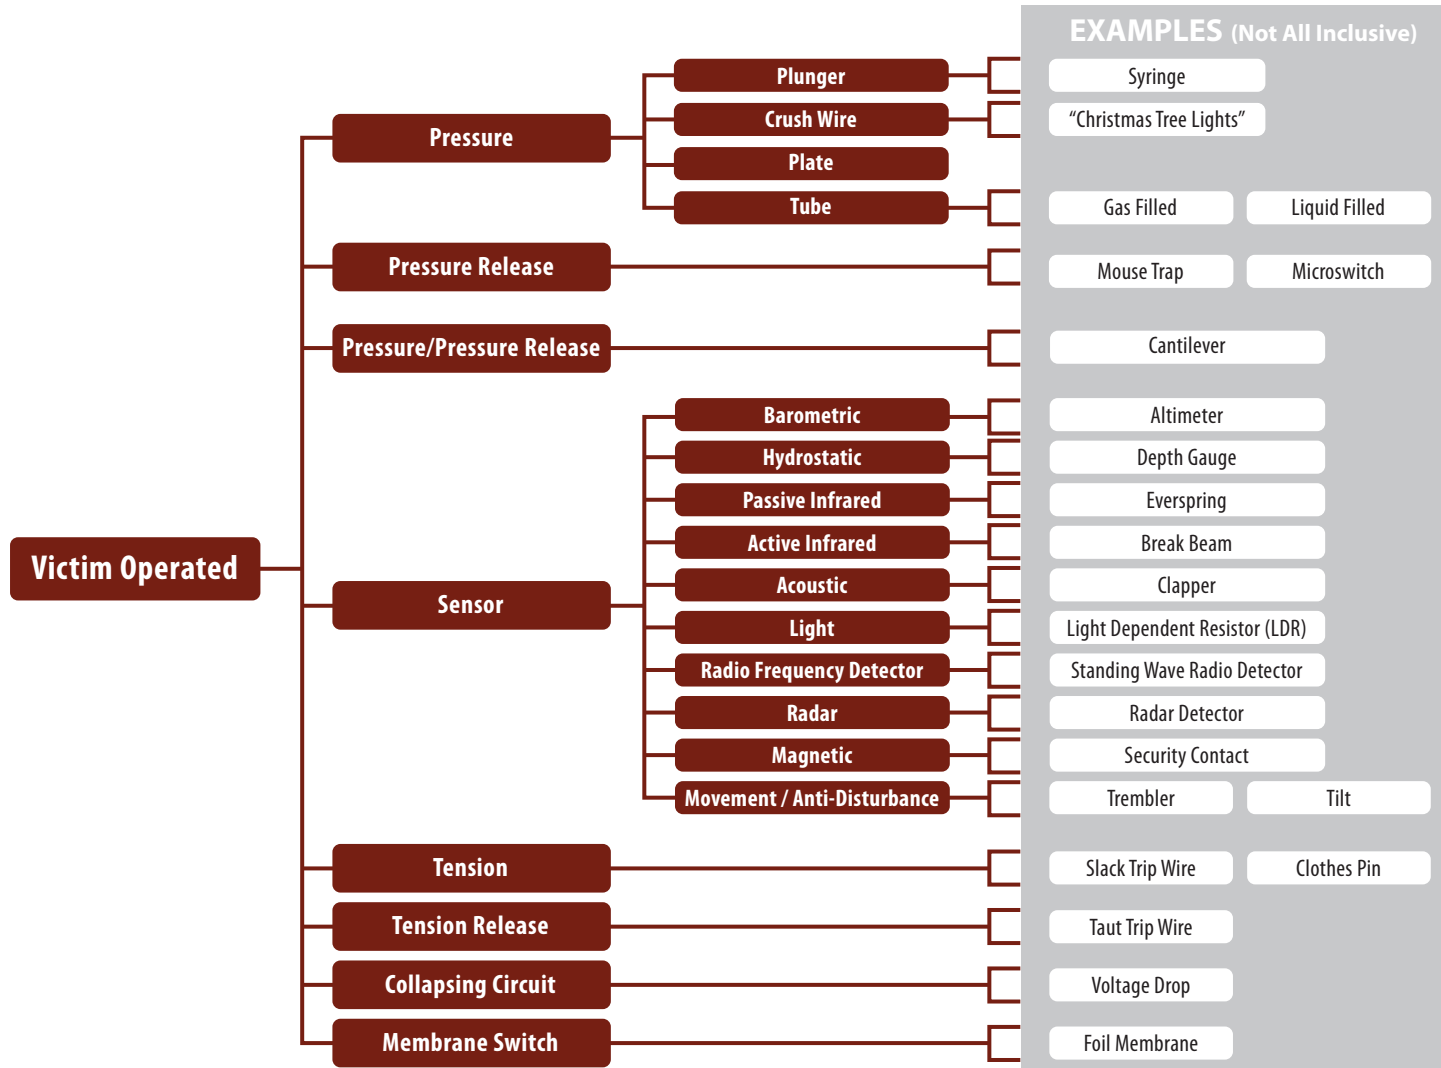 EXAMPLES (Not All Inclusive)
Plunger
Syringe
Crush Wire
“Christmas Tree Lights”
Pressure
Plate
Tube
Gas Filled
Liquid Filled
Pressure Release
Mouse Trap
Microswitch
Pressure/Pressure Release
Cantilever
Barometric
Altimeter
Hydrostatic
Depth Gauge
Passive Infrared
Everspring
Active Infrared
Break Beam
Victim Operated
Acoustic
Clapper
Sensor
Light
Light Dependent Resistor (LDR)
Radio Frequency Detector
Standing Wave Radio Detector
Radar
Radar Detector
Magnetic
Security Contact
Movement / Anti-Disturbance
Trembler
Tilt
Tension
Slack Trip Wire
Clothes Pin
Tension Release
Taut Trip Wire
Collapsing Circuit
Voltage Drop
Membrane Switch
Foil Membrane